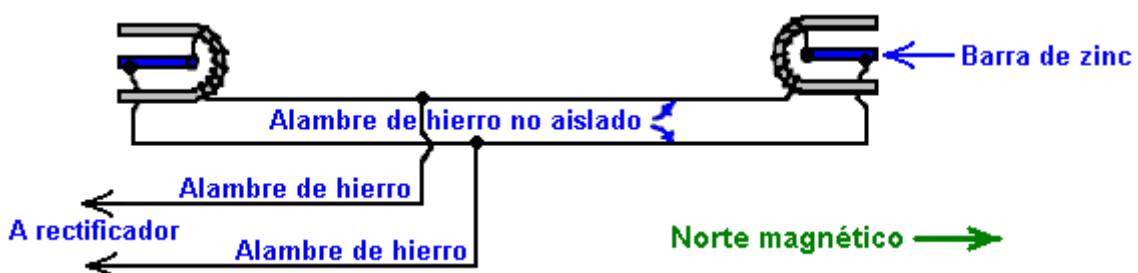 Barra de zinc
Alambre de hierro no aislado
Alambre de hierro
A rectificador
Alambre de hierro
Norte magnético